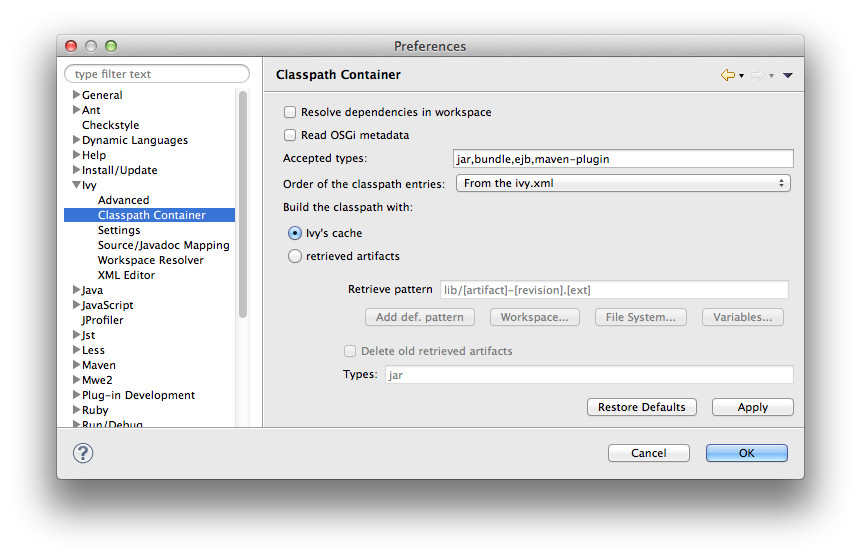 Preferences
type filter text
General
Ant
Checkstyle
Dynamic Languages
Help
Install/Update
Ivy
Advanced
Classpath Container
Settings
Source/Javadoc Mapping
Workspace Resolver
XML Editor
Java
JavaScript
JProfiler
Jst
Less
Maven
Mwe2
Plug-in Development
Ruby
Run/Debug
Classpath Container
Resolve dependencies in workspace
Read OSGi metadata
Accepted types: jar,bundle,ejb,maven-plugin
Order of the classpath entries: From the ivy.xml
Build the classpath with:
Ivy's cache
retrieved artifacts
Retrieve pattern lib/[artifact]-[revision].[ext]
Add def. pattern Workspace... File System... Variables...
Delete old retrieved artifacts
Types: jar
Restore Defaults Apply
? Cancel OK